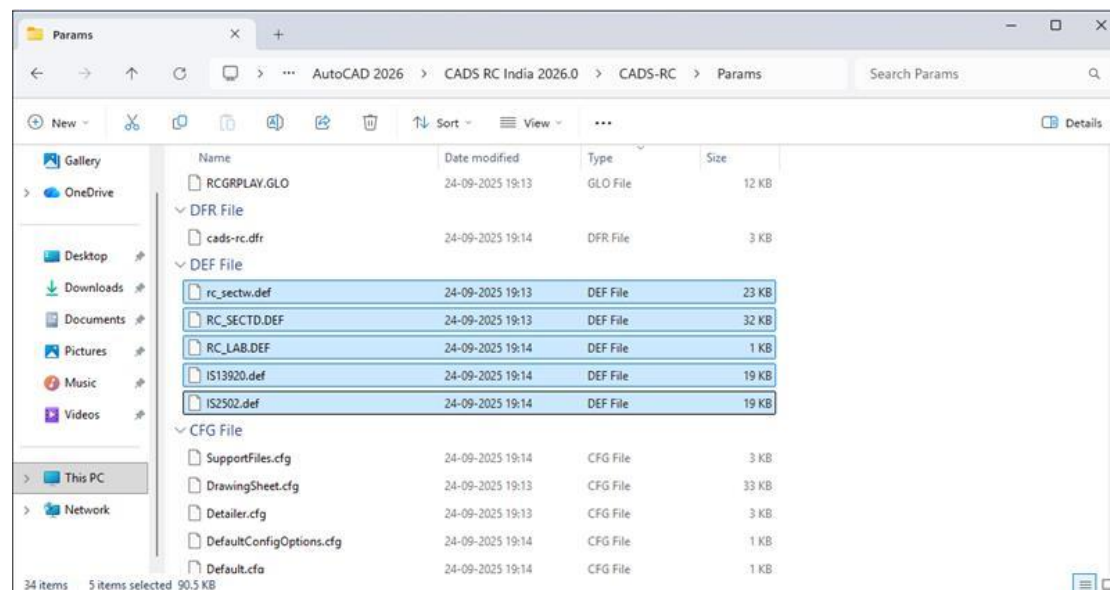 Params
AutoCAD 2026 > CADS RC India 2026.0 > CADS-RC > Params
Search Params
New
Sort
View
Details
Gallery
OneDrive
Desktop
Downloads
Documents
Pictures
Music
Videos
This PC
Network
Name Date modified Type Size
RCGRPLAY.GLO 24-09-2025 19:13 GLO File 12 KB
DFR File
cads-rc.dfr 24-09-2025 19:14 DFR File 3 KB
DEF File
rc_sectw.def 24-09-2025 19:13 DEF File 23 KB
RC_SECTD.DEF 24-09-2025 19:13 DEF File 32 KB
RC_LAB.DEF 24-09-2025 19:14 DEF File 1 KB
IS13920.def 24-09-2025 19:14 DEF File 19 KB
IS2502.def 24-09-2025 19:14 DEF File 19 KB
CFG File
SupportFiles.cfg 24-09-2025 19:14 CFG File 3 KB
DrawingSheet.cfg 24-09-2025 19:13 CFG File 33 KB
Detailer.cfg 24-09-2025 19:13 CFG File 3 KB
DefaultConfigOptions.cfg 24-09-2025 19:14 CFG File 1 KB
Default.cfg 24-09-2025 19:14 CFG File 1 KB
34 items 5 items selected 90.5 KB